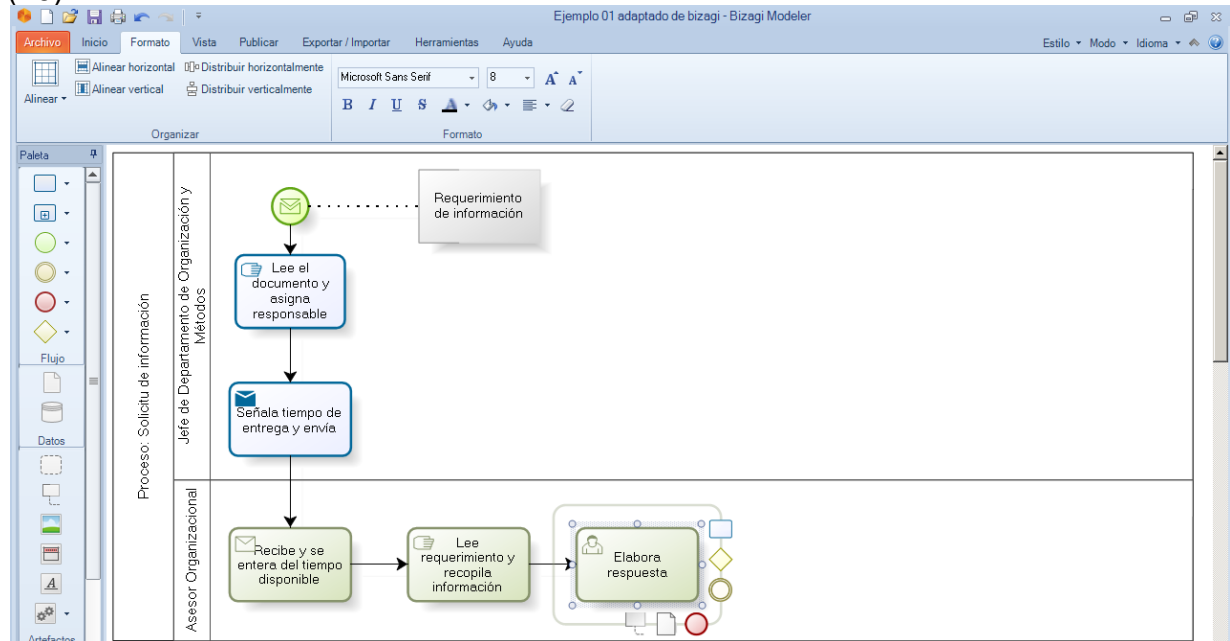 Ejemplo 01 adaptado de bizagi - Bizagi Modeler
Archivo Inicio Formato Vista Publicar Exportar / Importar Herramientas Ayuda Estilo Modo Idioma
Alinear
Alinear horizontal
Alinear vertical
Distribuir horizontalmente
Distribuir verticalmente
Organizar
Microsoft Sans Serif 8 A A
B I U S A
Formato
Paleta
Flujo
Datos
A
Artefactos
Proceso: Solicitu de información
Jefe de Departamento de Organización y
Métodos
Requerimiento
de información
Lee el
documento y
asigna
responsable
Señala tiempo de
entrega y envía
Asesor Organizacional
Recibe y se
entera del tiempo
disponible
Lee
requerimiento y
recopila
información
Elabora
respuesta